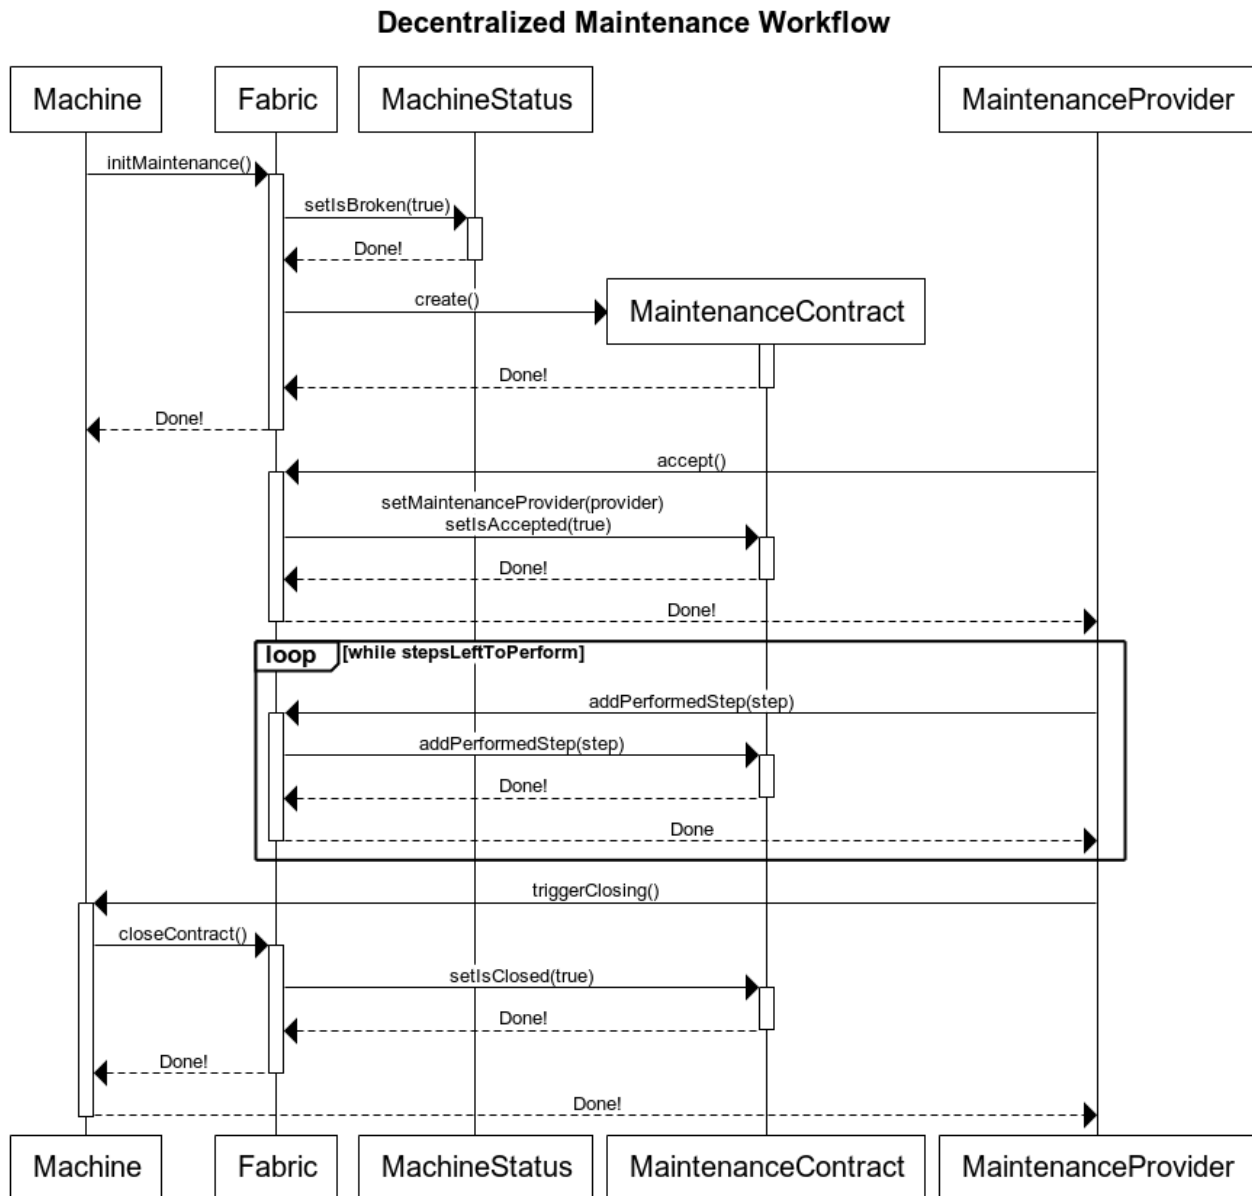 Decentralized Maintenance Workflow
Machine
Fabric
MachineStatus
MaintenanceProvider
initMaintenance()
setIsBroken(true)
Done!
create()
MaintenanceContract
Done!
Done!
accept()
setMaintenanceProvider(provider)
setIsAccepted(true)
Done!
Done!
loop [while stepsLeftToPerform]
addPerformedStep(step)
addPerformedStep(step)
Done!
Done
triggerClosing()
closeContract()
setIsClosed(true)
Done!
Done!
Done!
Machine
Fabric
MachineStatus
MaintenanceContract
MaintenanceProvider